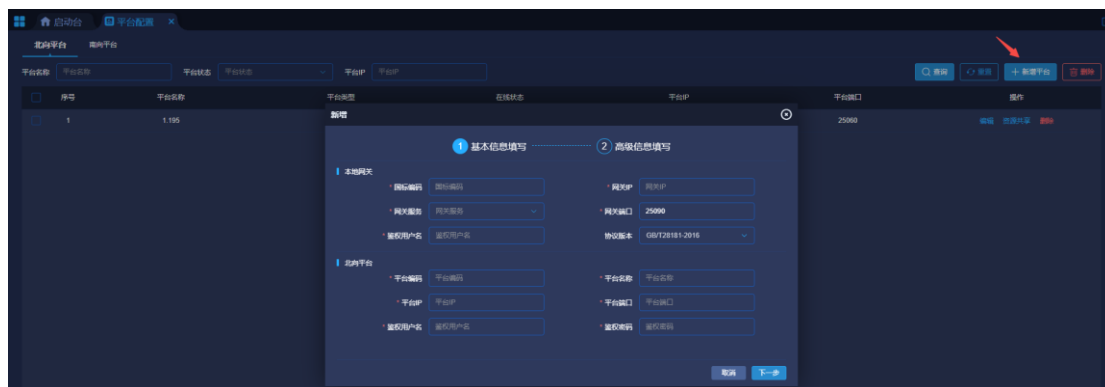 启动台 平台配置 ×
北向平台 南向平台
平台名称 平台名称 平台状态 平台状态 平台IP 平台IP 查询 重置 + 新增平台 删除
序号 平台名称 平台类型 在线状态 平台IP 平台端口 操作
1 1.195 25060 编辑 资源共享 删除
新增
1 基本信息填写 2 高级信息填写
本地网关
* 国标编码 国标编码 * 网关IP 网关IP
* 网关服务 网关服务 * 网关端口 25090
* 鉴权用户名 鉴权用户名 协议版本 GB/T28181-2016
北向平台
* 平台编码 平台编码 * 平台名称 平台名称
* 平台IP 平台IP * 平台端口 平台端口
* 鉴权用户名 鉴权用户名 * 鉴权密码 鉴权密码
取消 下一步